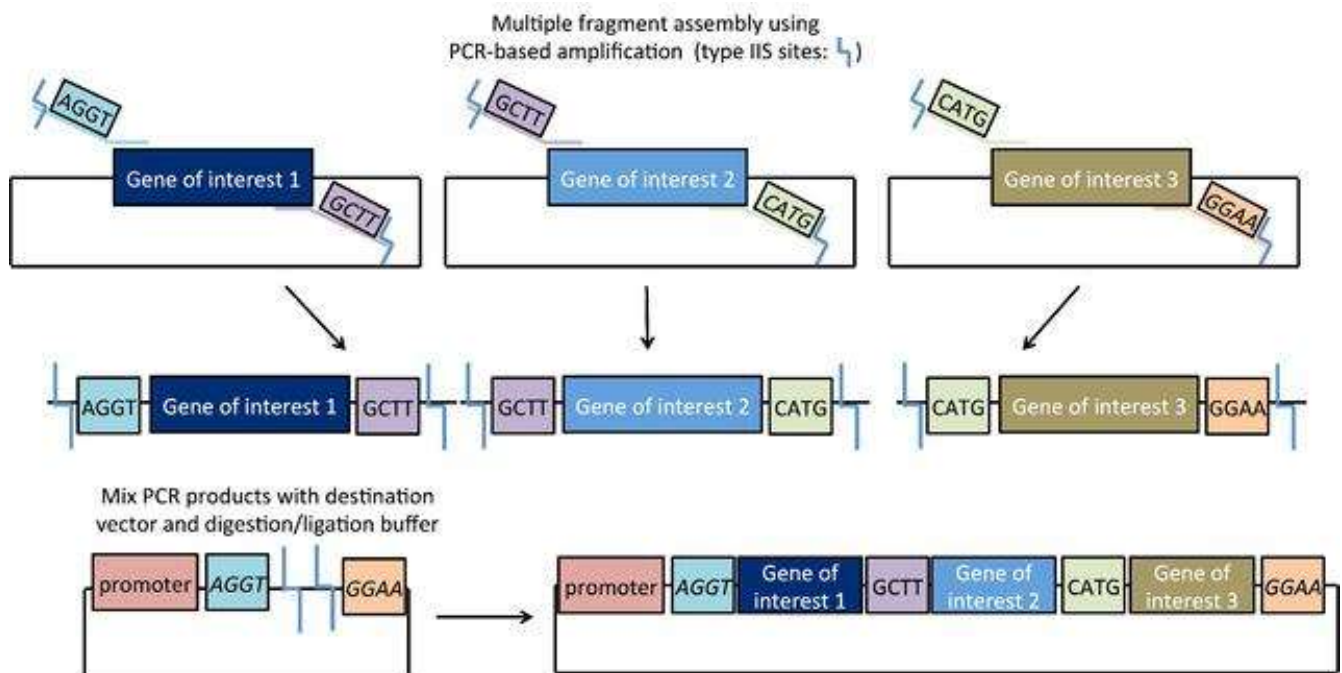 Multiple fragment assembly using
PCR-based amplification (type IIS sites: )
AGGT
GCTT
CATG
Gene of interest 1
Gene of interest 2
Gene of interest 3
GCTT
CATG
GGAA
AGGT Gene of interest 1 GCTT
GCTT Gene of interest 2 CATG
CATG Gene of interest 3 GGAA
Mix PCR products with destination
vector and digestion/ligation buffer
promoter AGGT GGAA
promoter AGGT Gene of interest 1 GCTT Gene of interest 2 CATG Gene of interest 3 GGAA